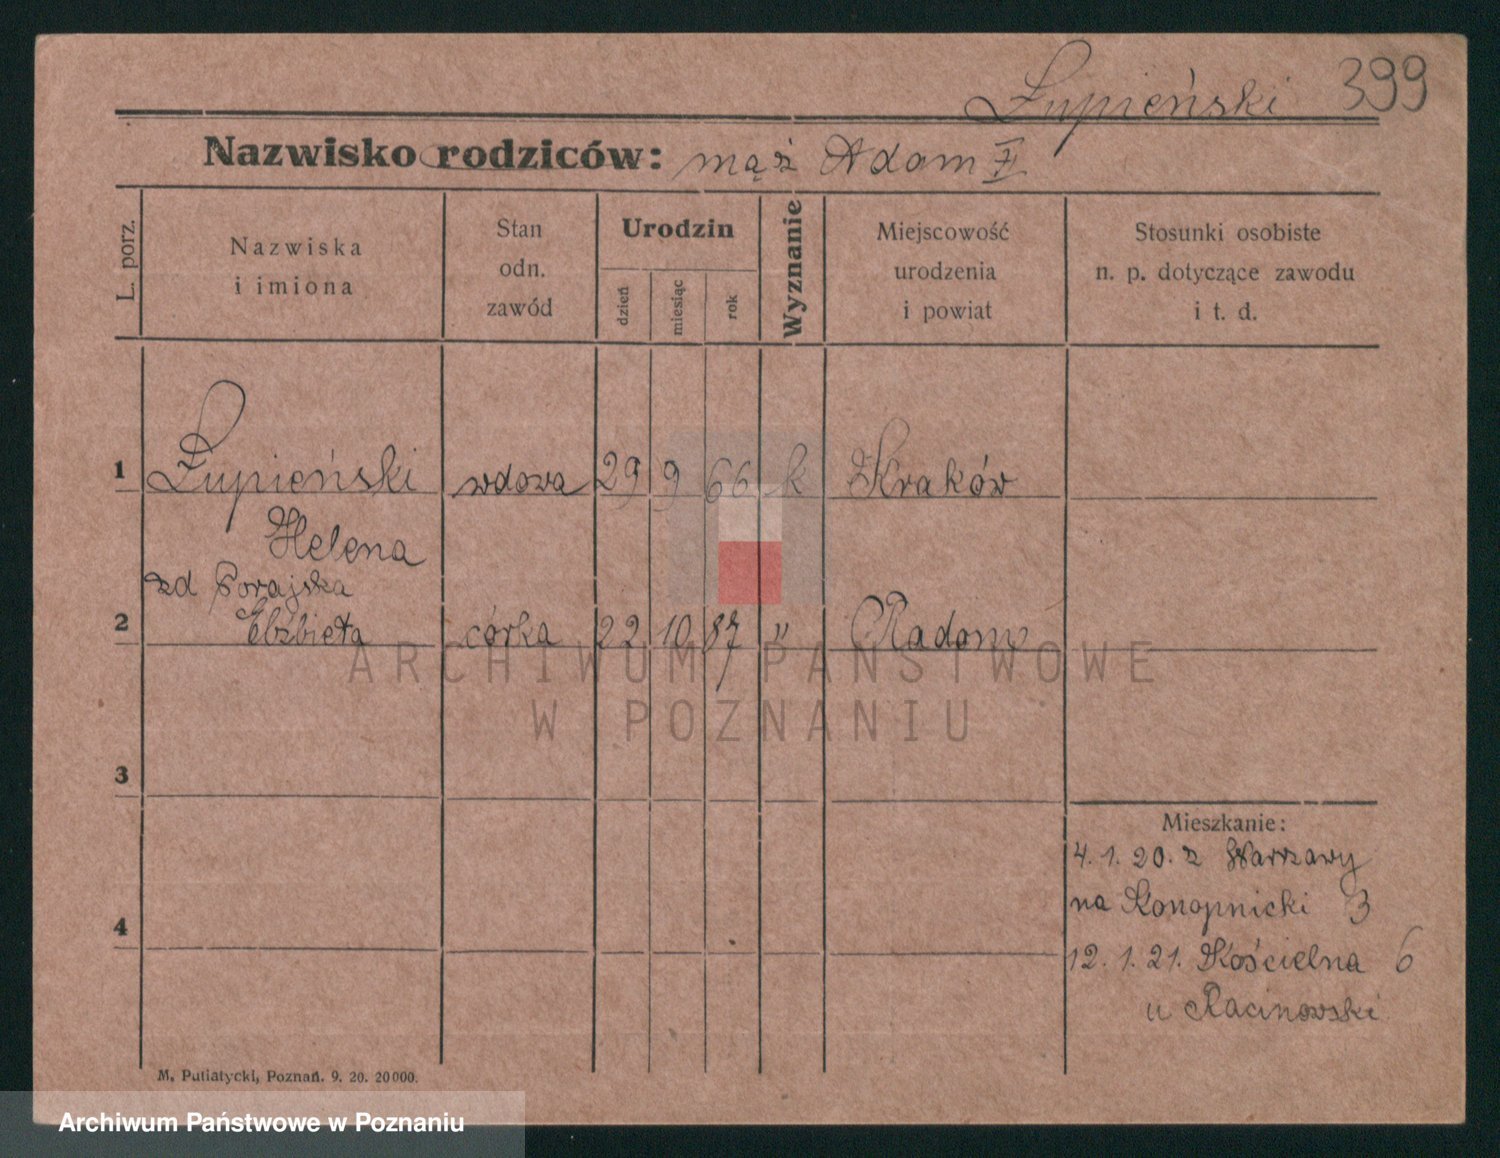 Łupieński 399
Nazwisko rodziców: mąż Adam
L. porz.
Nazwiska
i imiona
Stan
odn.
zawód
Urodzin
dzień
miesiąc
rok
Wyznanie
Miejscowość
urodzenia
i powiat
Stosunki osobiste
n. p. dotyczące zawodu
i t. d.
1 Łupieński wdowa 29 9 66 k Kraków
Helena
zd Porajska
2 Elżbieta córka 22 10 87 " Radom
ARCHIWUM PAŃSTWOWE
W POZNANIU
3
Mieszkanie:
4. 1. 20. z Warszawy
na Konopnicki 3
4
12. 1. 21. Kościelna 6
u Racinowski
M. Putiatycki, Poznań. 9. 20. 20000.
Archiwum Państwowe w Poznaniu